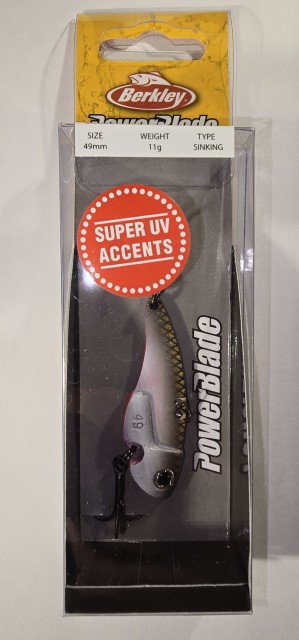 Berkley
PowerBlade
SIZE WEIGHT TYPE
49mm 11g SINKING
SUPER UV
ACCENTS
PowerBlade
49